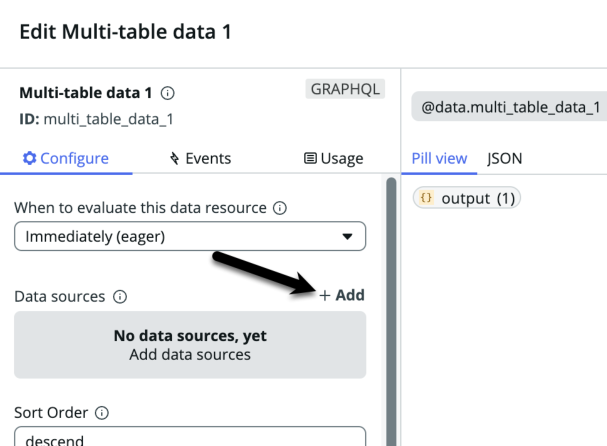 Edit Multi-table data 1
Multi-table data 1
GRAPHQL
ID: multi_table_data_1
Configure
Events
Usage
When to evaluate this data resource
Immediately (eager)
Data sources
+ Add
No data sources, yet
Add data sources
Sort Order
descend
@data.multi_table_data_1
Pill view
JSON
{} output (1)